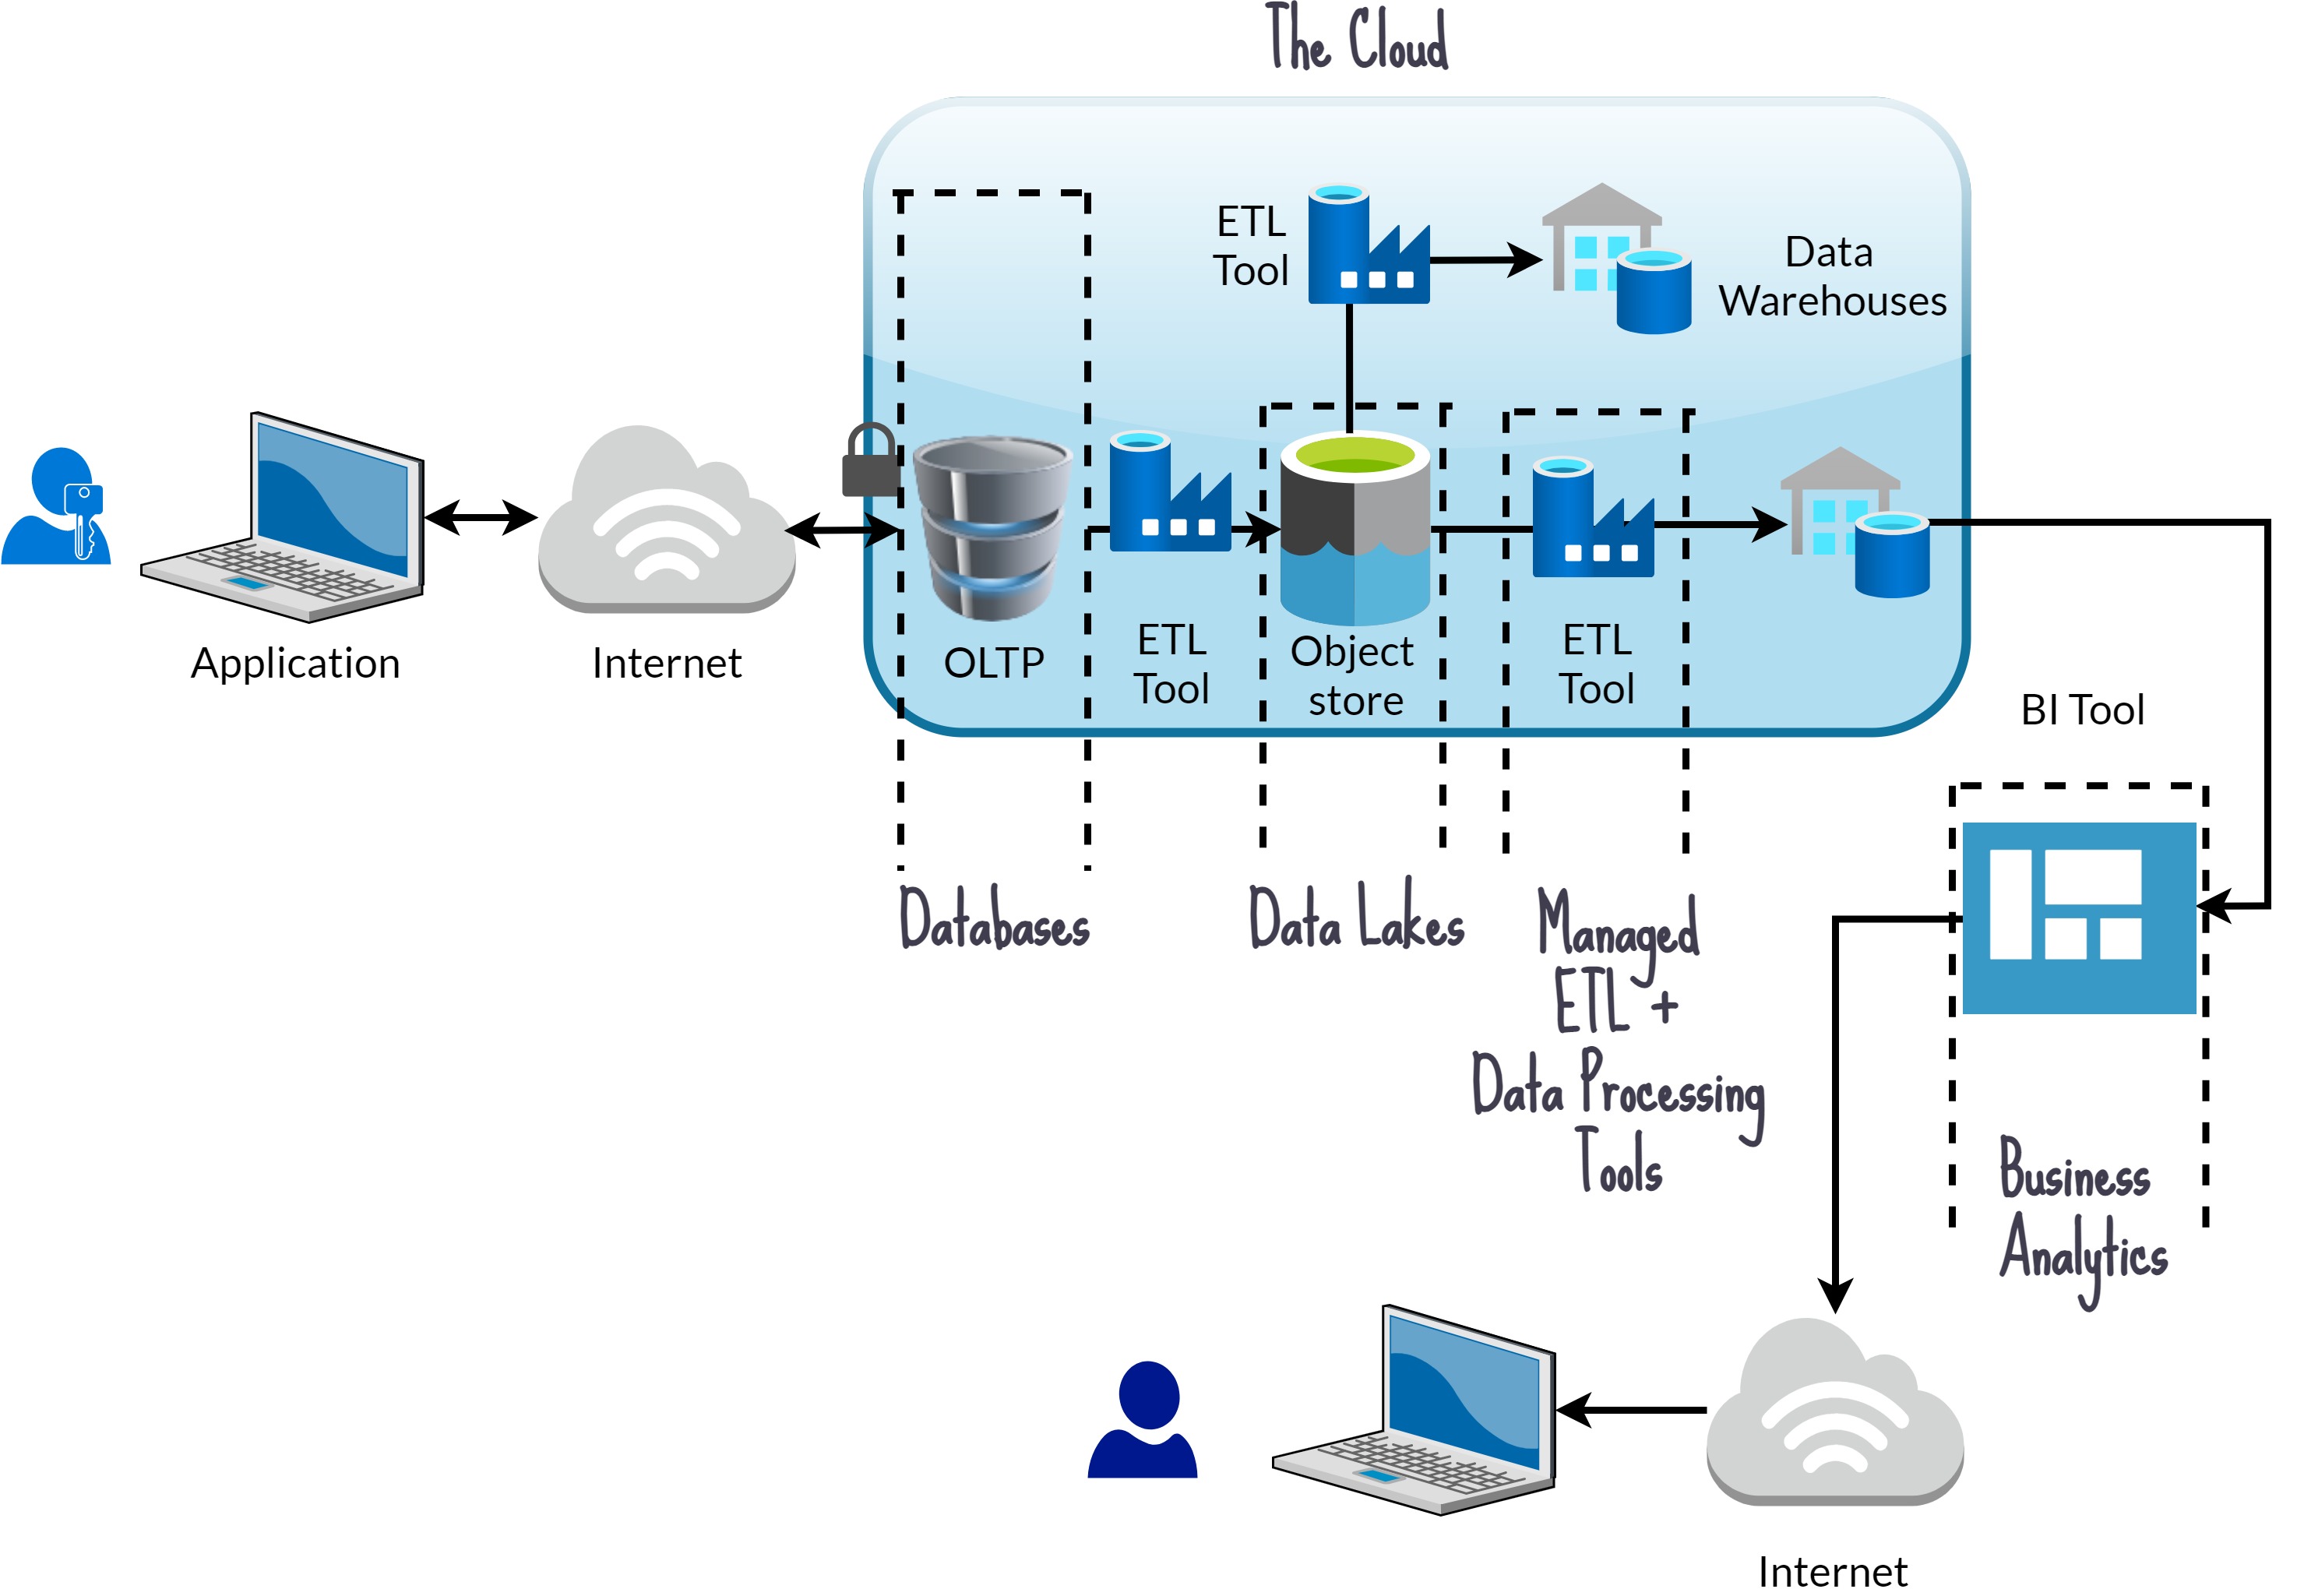 The Cloud
ETL
Tool
Data
Warehouses
Application
Internet
OLTP
ETL
Tool
Object
store
ETL
Tool
BI Tool
Databases
Data Lakes
Managed
ETL +
Data Processing
Tools
Business
Analytics
Internet